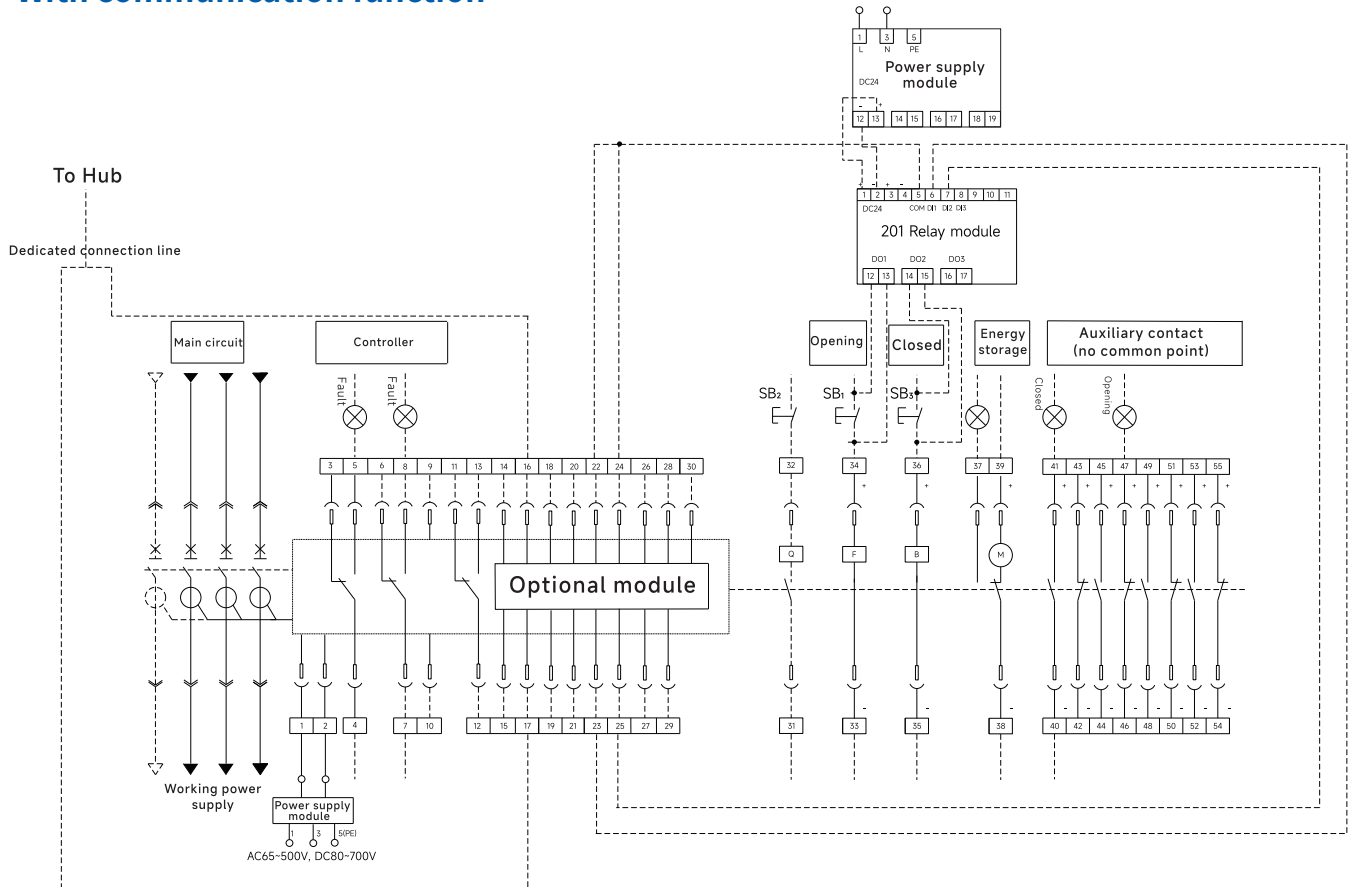 With communication function
1 3 5
L N PE
Power supply
module
DC24
- +
12 13 14 15 16 17 18 19
To Hub
+ - + -
1 2 3 4 5 6 7 8 9 10 11
DC24 COM DI1 DI2 DI3
201 Relay module
DO1 DO2 DO3
12 13 14 15 16 17
Dedicated connection line
Main circuit
Controller
Opening
Closed
Energy
storage
Auxiliary contact
(no common point)
Fault
Fault
Closed
Opening
SB2
SB1
SB3
3 5 6 8 9 11 13 14 16 18 20 22 24 26 28 30
32 34 36 37 39 41 43 45 47 49 51 53 55
+ + + + + + + + + + +
Q F B M
Optional module
- - - - - - - - - - -
1 2 4 7 10 12 15 17 19 21 23 25 27 29
31 33 35 38 40 42 44 46 48 50 52 54
Working power
supply
Power supply
module
1 3 5(PE)
AC65~500V, DC80~700V